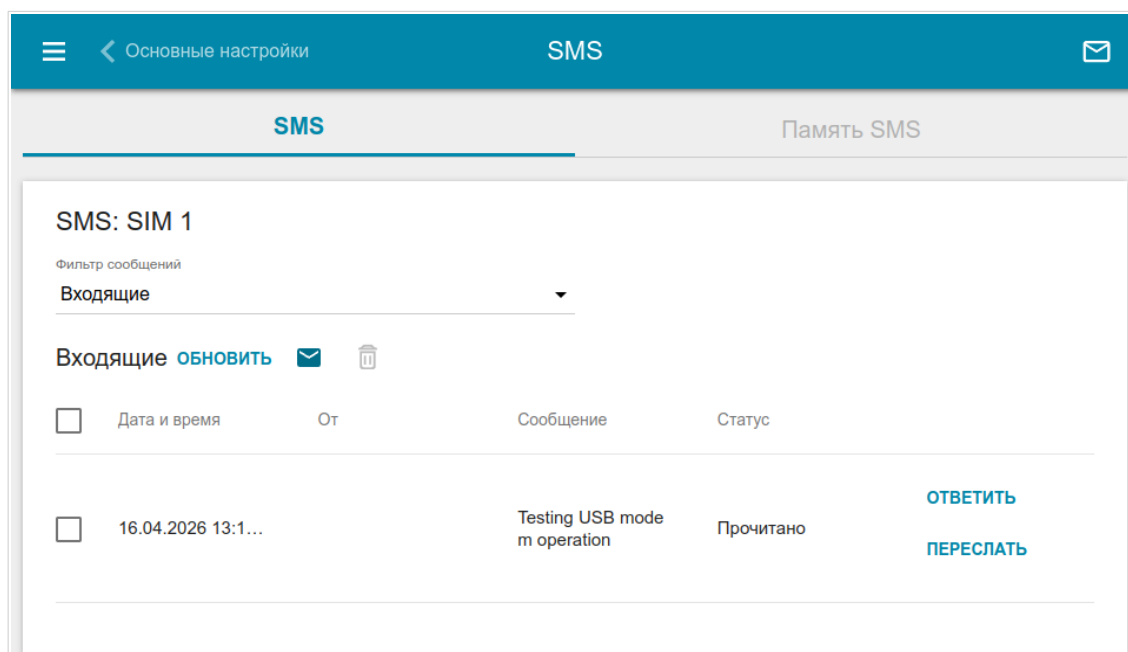 Основные настройки
SMS
SMS
Память SMS
SMS: SIM 1
Фильтр сообщений
Входящие
Входящие ОБНОВИТЬ
Дата и время От Сообщение Статус
16.04.2026 13:1... Testing USB mode
m operation Прочитано
ОТВЕТИТЬ
ПЕРЕСЛАТЬ